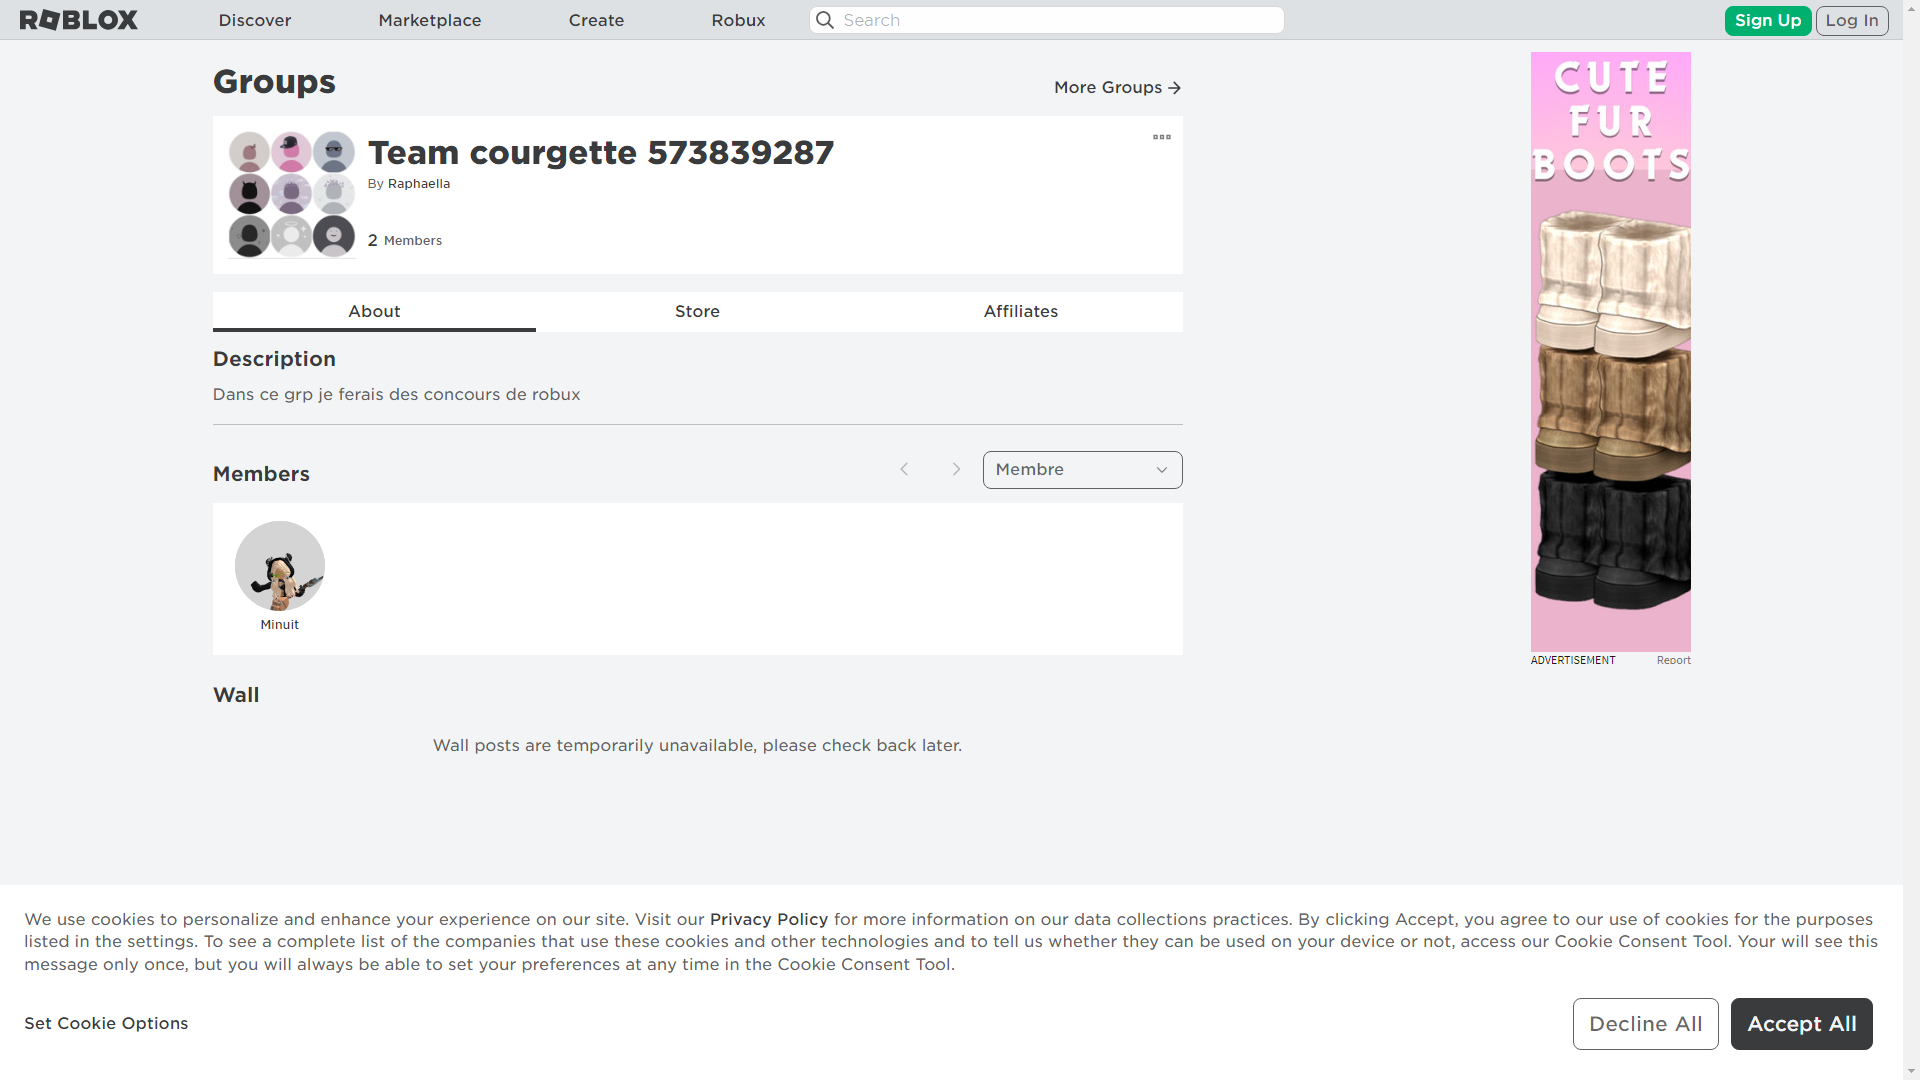 ROBLOX
Discover
Marketplace
Create
Robux
Search
Sign Up
Log In
Groups
More Groups
Team courgette 573839287
By Raphaella
2 Members
About
Store
Affiliates
Description
Dans ce grp je ferais des concours de robux
Members
Membre
Minuit
Wall
Wall posts are temporarily unavailable, please check back later.
CUTE
FUR
BOOTS
ADVERTISEMENT
Report
We use cookies to personalize and enhance your experience on our site. Visit our Privacy Policy for more information on our data collections practices. By clicking Accept, you agree to our use of cookies for the purposes
listed in the settings. To see a complete list of the companies that use these cookies and other technologies and to tell us whether they can be used on your device or not, access our Cookie Consent Tool. Your will see this
message only once, but you will always be able to set your preferences at any time in the Cookie Consent Tool.
Set Cookie Options
Decline All
Accept All